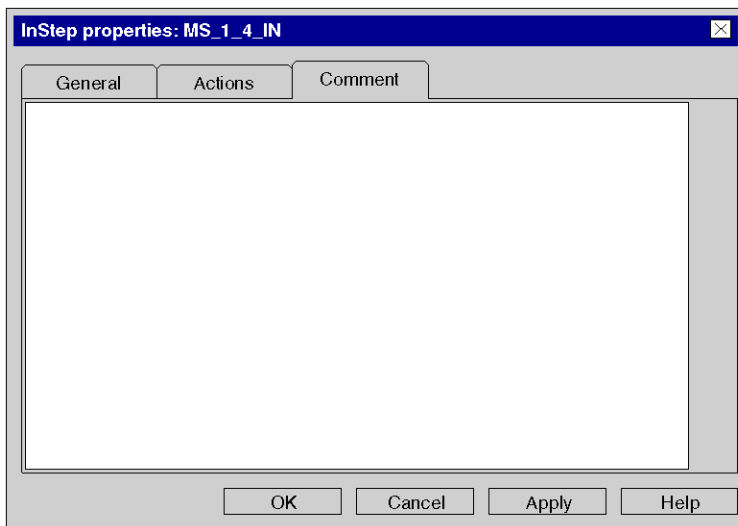 InStep properties: MS_1_4_IN
General Actions Comment
OK Cancel Apply Help